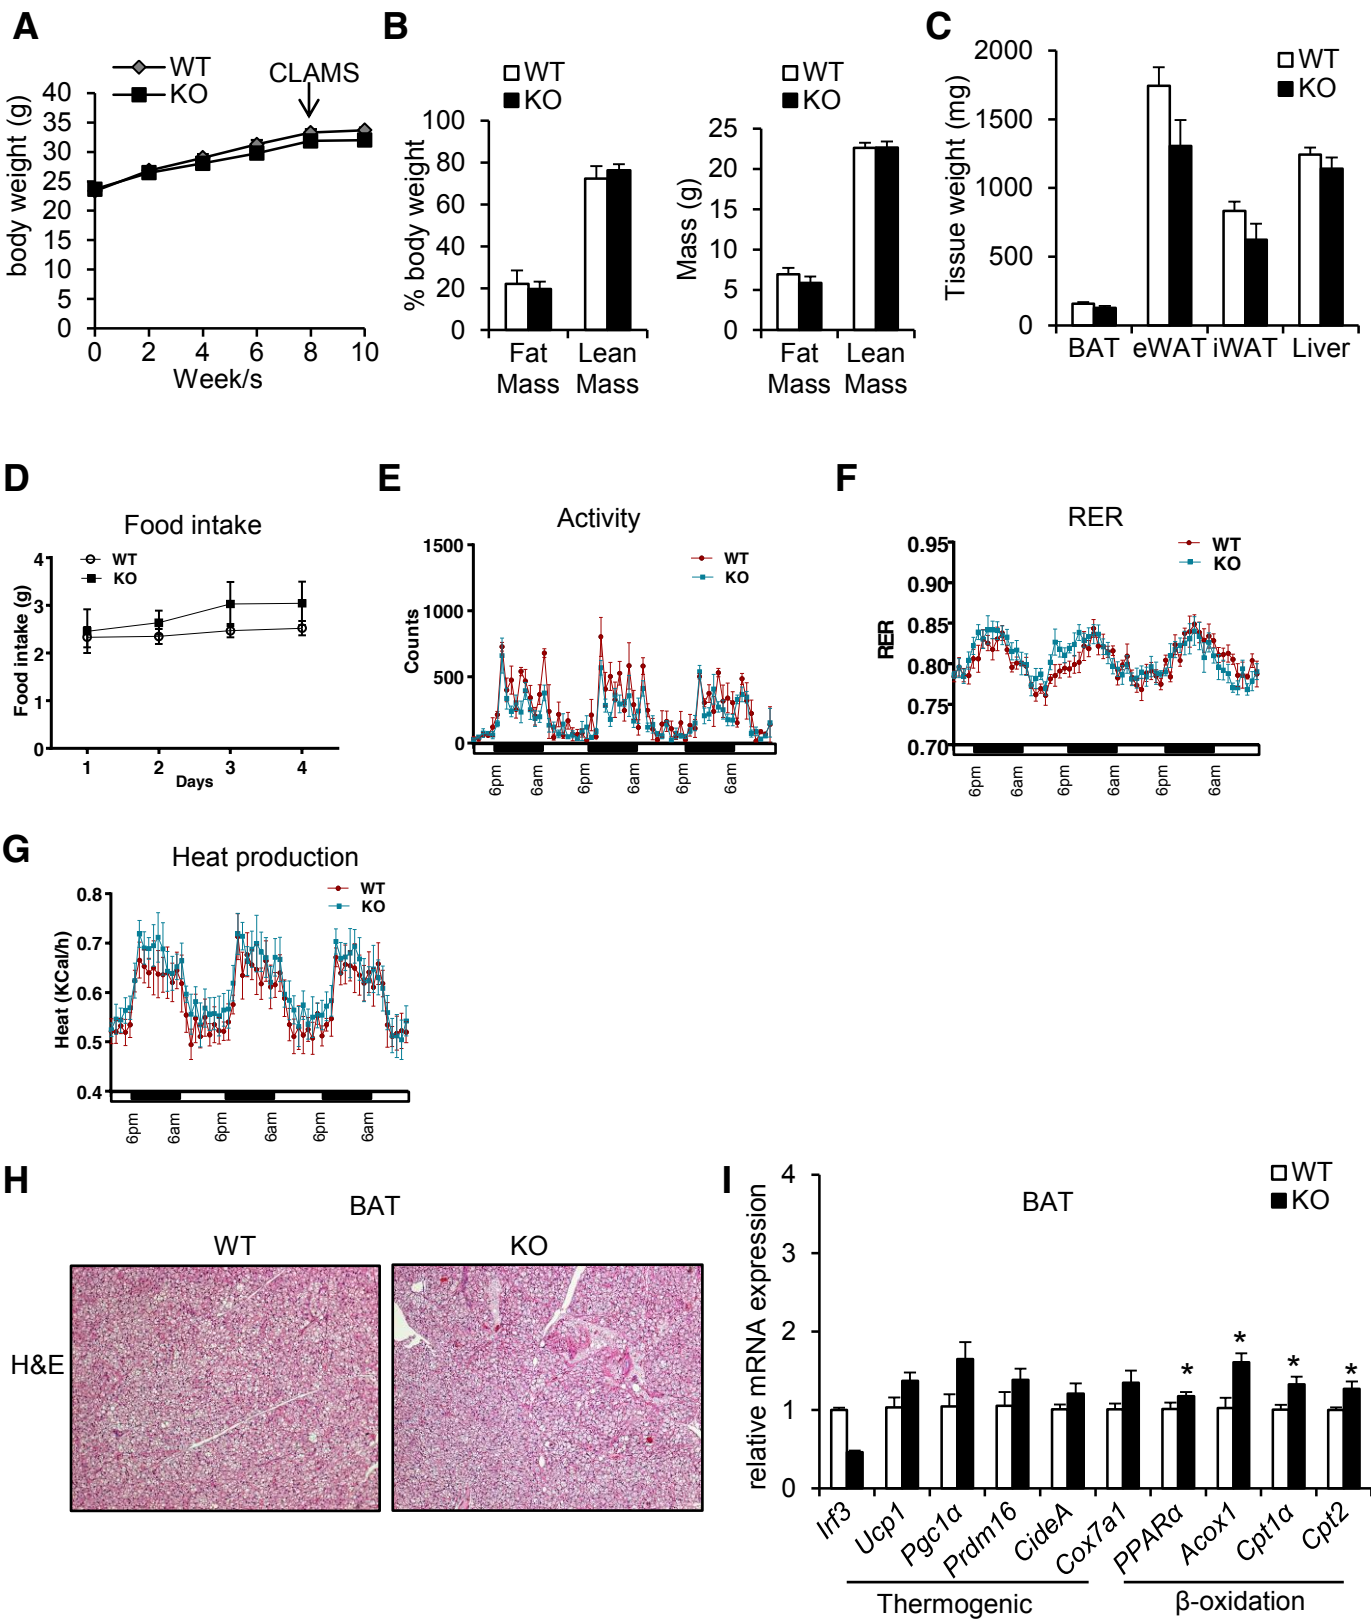 A
WT
KO
CLAMS
body weight (g)
40
35
30
25
20
15
10
5
0
0 2 4 6 8 10
Week/s
B
WT
KO
% body weight
100
80
60
40
20
0
Fat Mass
Lean Mass
WT
KO
Mass (g)
25
20
15
10
5
0
Fat Mass
Lean Mass
C
WT
KO
Tissue weight (mg)
2000
1500
1000
500
0
BAT eWAT iWAT Liver
D
Food intake
WT
KO
Food intake (g)
4
3
2
1
0
1 2 3 4
Days
E
Activity
WT
KO
Counts
1500
1000
500
0
6pm 6am 6pm 6am 6pm 6am
F
RER
WT
KO
RER
0.95
0.90
0.85
0.80
0.75
0.70
6pm 6am 6pm 6am 6pm 6am
G
Heat production
WT
KO
Heat (KCal/h)
0.8
0.7
0.6
0.5
0.4
6pm 6am 6pm 6am 6pm 6am
H
BAT
WT KO
H&E
I
BAT
WT
KO
relative mRNA expression
4
3
2
1
0
* * * *
Irf3 Ucp1 Pgc1α Prdm16 CideA Cox7a1 PPARα Acox1 Cpt1α Cpt2
Thermogenic β-oxidation